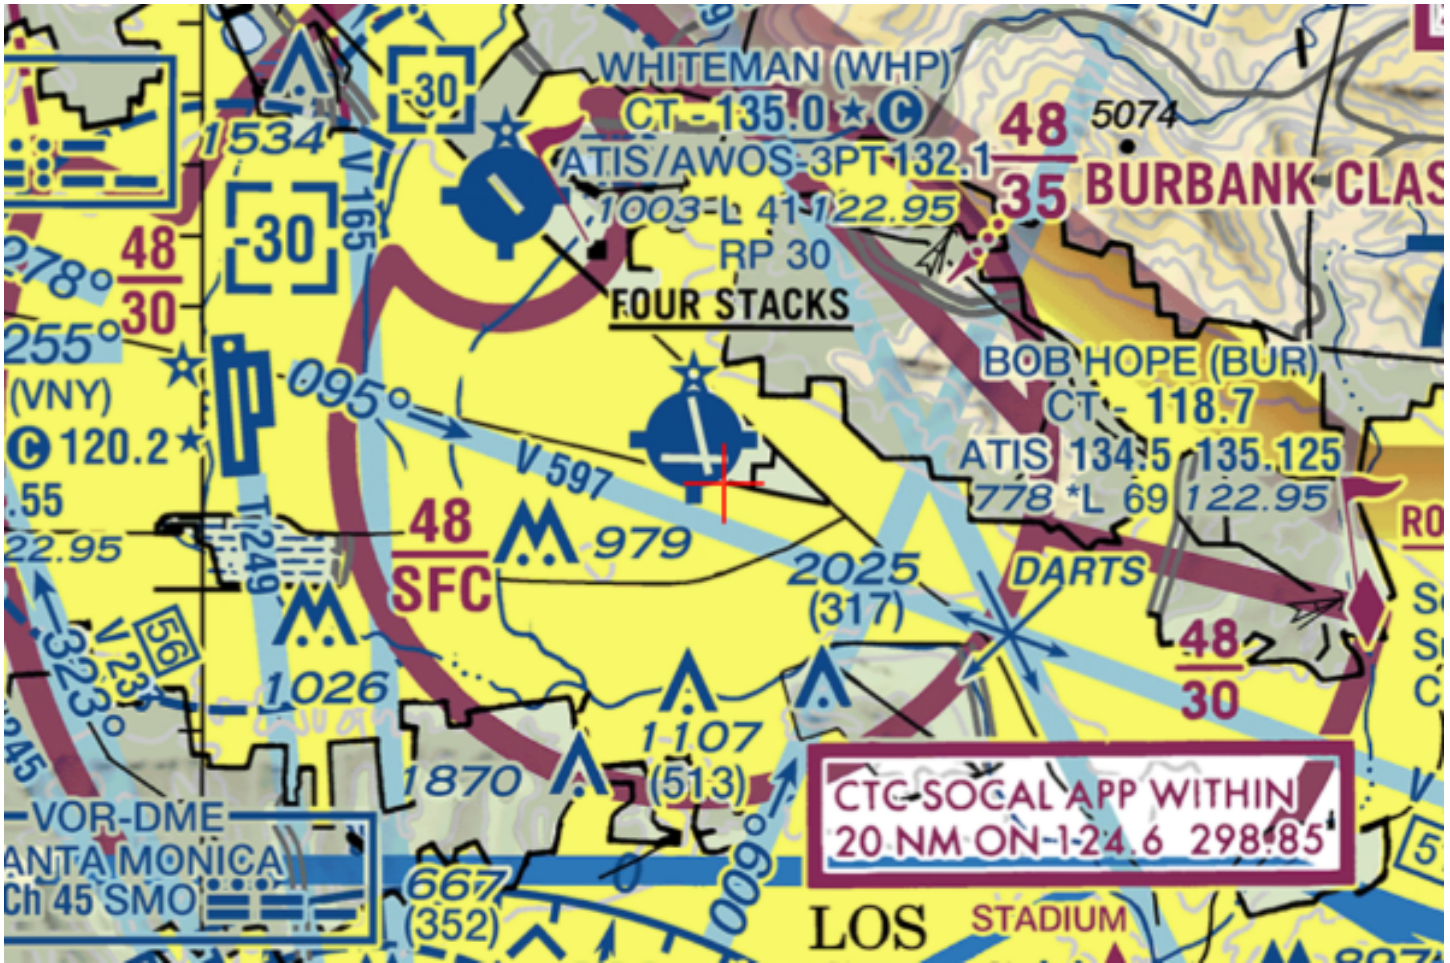 -30
WHITEMAN (WHP)
CT - 135.0 ★ C
ATIS/AWOS-3PT 132.1
1003 L 41 122.95
RP 30
48
35
5074
BURBANK CLAS
1534
V 165
-30
48
30
278°
255°
(VNY)
C 120.2 ★
.55
22.95
FOUR STACKS
BOB HOPE (BUR)
CT - 118.7
ATIS 134.5 135.125
778 *L 69 122.95
095°
V 597
48
SFC
979
2025
(317)
DARTS
RO
T 249
56
V 23
323°
245
1026
48
30
1107
(513)
1870
CTC SOCAL APP WITHIN
20 NM ON 124.6 298.85
VOR-DME
ANTA MONICA
Ch 45 SMO
667
(352)
009°
V
5
C
LOS
STADIUM